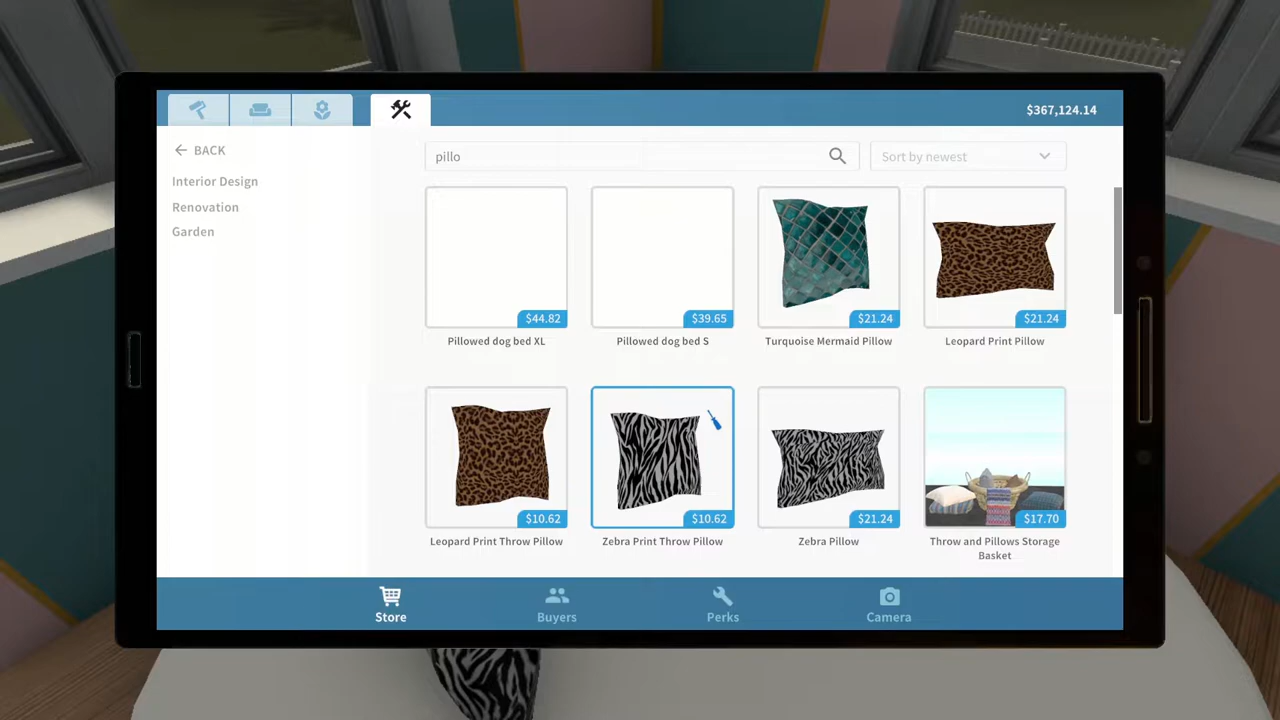 $367,124.14
BACK
pillo
Sort by newest
Interior Design
Renovation
Garden
$44.82
$39.65
$21.24
$21.24
Pillowed dog bed XL
Pillowed dog bed S
Turquoise Mermaid Pillow
Leopard Print Pillow
$10.62
$10.62
$21.24
$17.70
Leopard Print Throw Pillow
Zebra Print Throw Pillow
Zebra Pillow
Throw and Pillows Storage
Basket
Store
Buyers
Perks
Camera